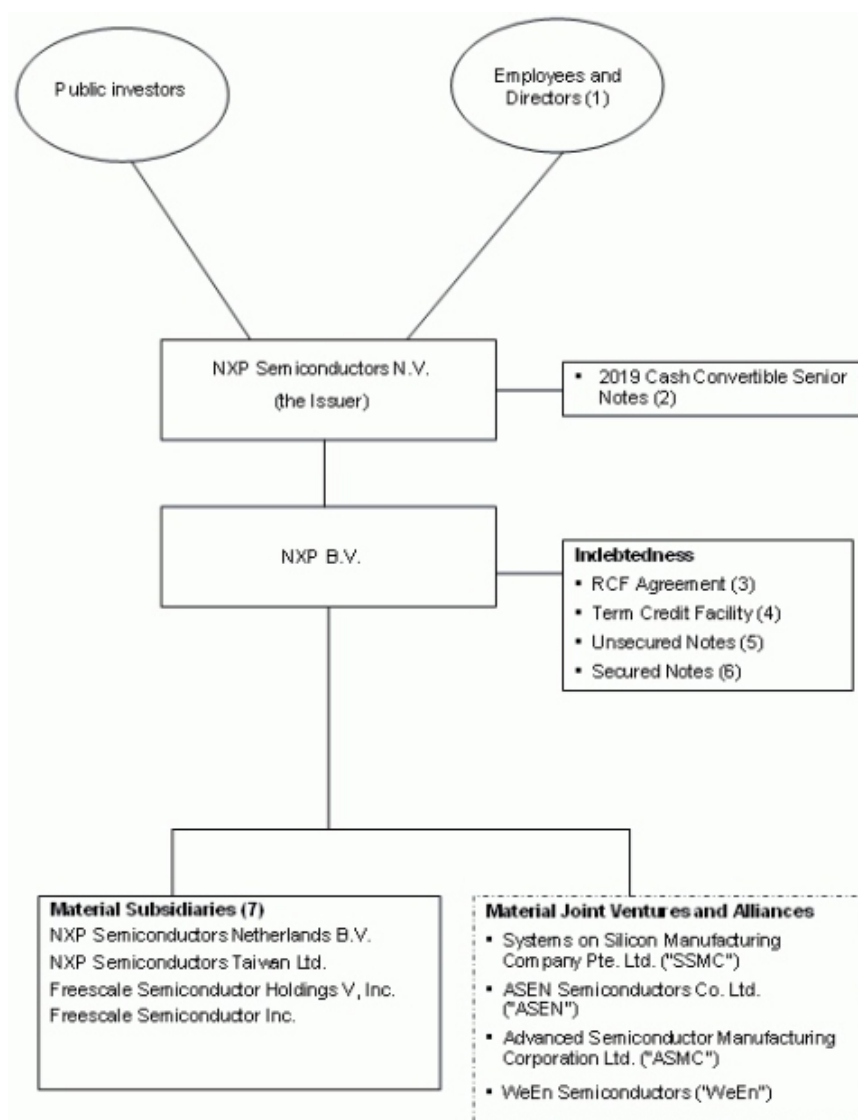 Public investors
Employees and
Directors (1)
NXP Semiconductors N.V.
(the Issuer)
▪ 2019 Cash Convertible Senior
Notes (2)
NXP B.V.
Indebtedness
▪ RCF Agreement (3)
▪ Term Credit Facility (4)
▪ Unsecured Notes (5)
▪ Secured Notes (6)
Material Subsidiaries (7)
NXP Semiconductors Netherlands B.V.
NXP Semiconductors Taiwan Ltd.
Freescale Semiconductor Holdings V, Inc.
Freescale Semiconductor Inc.
Material Joint Ventures and Alliances
▪ Systems on Silicon Manufacturing
Company Pte. Ltd. ("SSMC")
▪ ASEN Semiconductors Co. Ltd.
("ASEN")
▪ Advanced Semiconductor Manufacturing
Corporation Ltd. ("ASMC")
▪ WeEn Semiconductors ("WeEn")